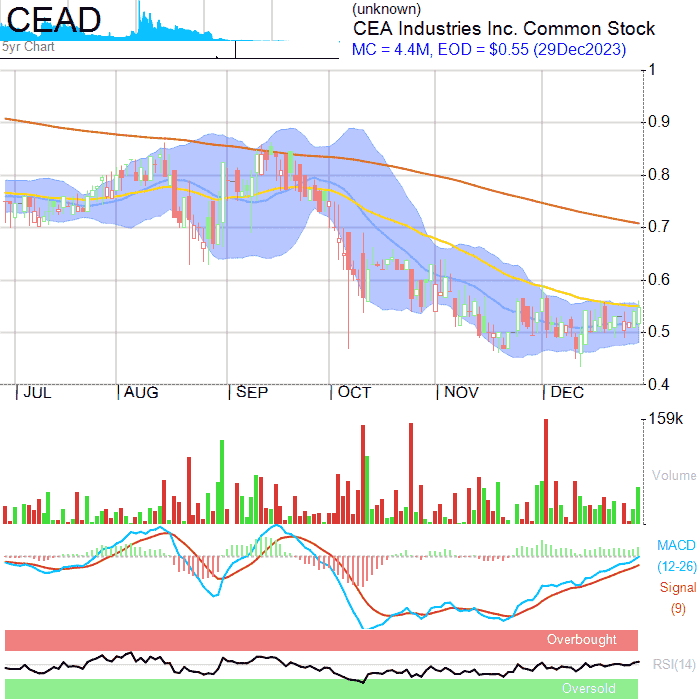 CEAD
(unknown)
CEA Industries Inc. Common Stock
5yr Chart
MC = 4.4M, EOD = $0.55 (29Dec2023)
1
0.9
0.8
0.7
0.6
0.5
0.4
JUL AUG SEP OCT NOV DEC
159k
Volume
MACD
(12-26)
Signal
(9)
Overbought
RSI(14)
Oversold